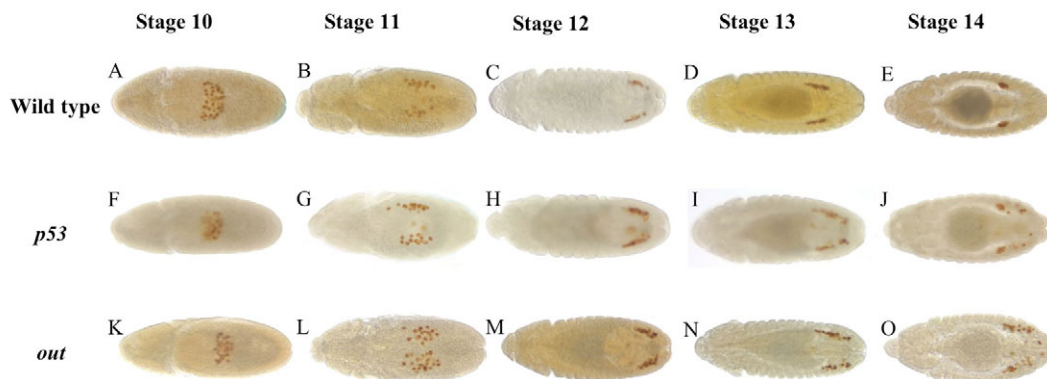 Stage 10 Stage 11 Stage 12 Stage 13 Stage 14
Wild type A B C D E
p53 F G H I J
out K L M N O